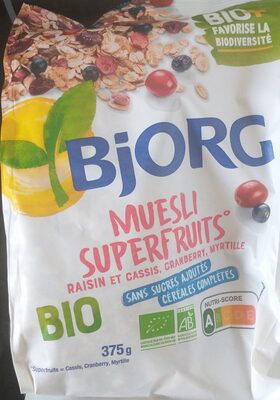 BIO+
FAVORISE LA
BIODIVERSITÉ
BjORG
MUESLI
SUPERFRUITS°
RAISIN ET CASSIS, CRANBERRY, MYRTILLE
SANS SUCRES AJOUTÉS
CÉRÉALES COMPLÈTES
BIO
NUTRI-SCORE
A B C D E
AB
375g
°Superfruits = Cassis, Cranberry, Myrtille